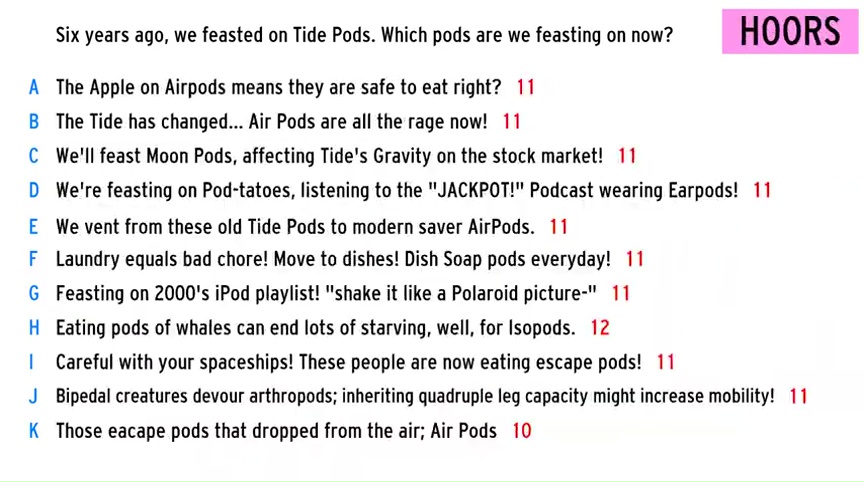 Six years ago, we feasted on Tide Pods. Which pods are we feasting on now?
HOORS
A The Apple on Airpods means they are safe to eat right? 11
B The Tide has changed... Air Pods are all the rage now! 11
C We'll feast Moon Pods, affecting Tide's Gravity on the stock market! 11
D We're feasting on Pod-tatoes, listening to the "JACKPOT!" Podcast wearing Earpods! 11
E We vent from these old Tide Pods to modern saver AirPods. 11
F Laundry equals bad chore! Move to dishes! Dish Soap pods everyday! 11
G Feasting on 2000's iPod playlist! "shake it like a Polaroid picture-" 11
H Eating pods of whales can end lots of starving, well, for Isopods. 12
I Careful with your spaceships! These people are now eating escape pods! 11
J Bipedal creatures devour arthropods; inheriting quadruple leg capacity might increase mobility! 11
K Those eacape pods that dropped from the air; Air Pods 10